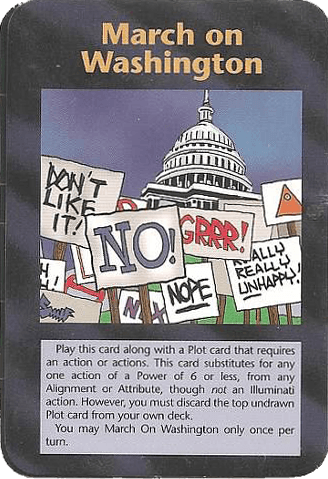 March on
Washington
DON'T
LIKE
IT!
NO!
GRRR!
REALLY
REALLY
UNHAPPY!
NOPE
Play this card along with a Plot card that requires
an action or actions. This card substitutes for any
one action of a Power of 6 or less, from any
Alignment or Attribute, though not an Illuminati
action. However, you must discard the top undrawn
Plot card from your own deck.
You may March On Washington only once per
turn.